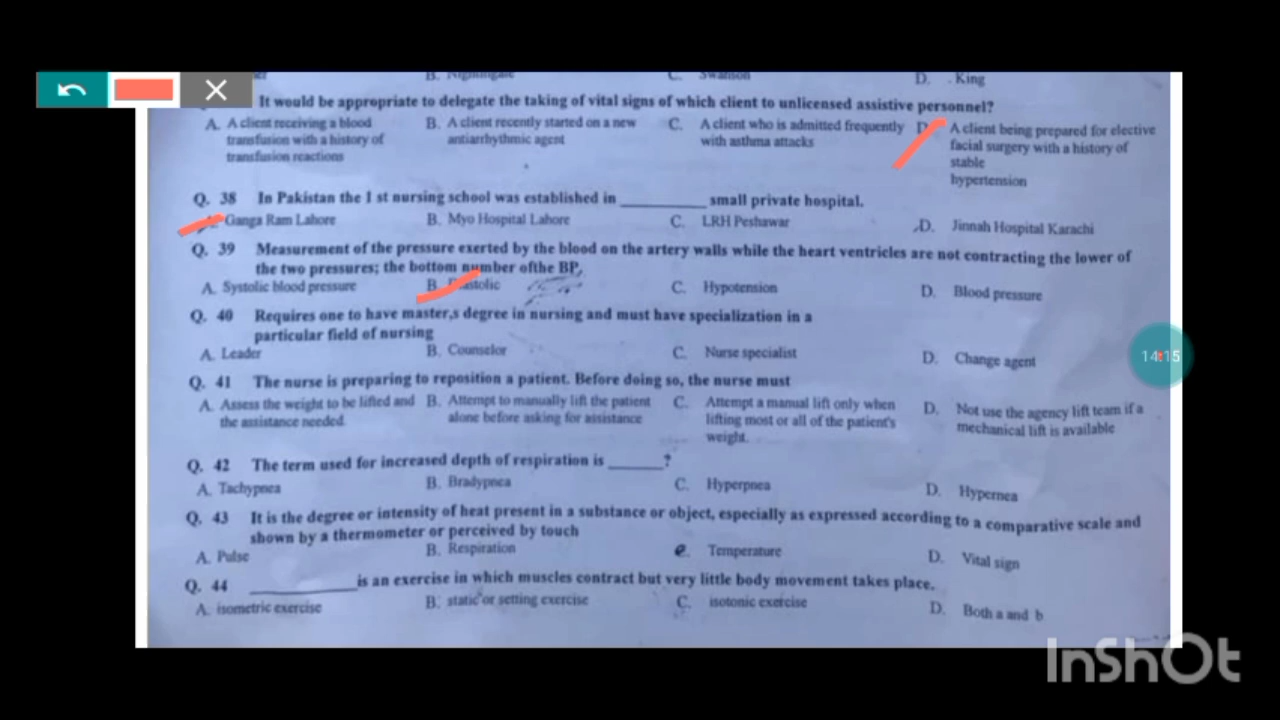 B. Nightingale C. Swanson D. . King
It would be appropriate to delegate the taking of vital signs of which client to unlicensed assistive personnel?
A. A client receiving a blood transfusion with a history of transfusion reactions
B. A client recently started on a new antiarrhythmic agent
C. A client who is admitted frequently with asthma attacks
A client being prepared for elective facial surgery with a history of stable hypertension
Q. 38 In Pakistan the I st nursing school was established in ________ small private hospital.
Ganga Ram Lahore B. Myo Hospital Lahore C. LRH Peshawar D. Jinnah Hospital Karachi
Q. 39 Measurement of the pressure exerted by the blood on the artery walls while the heart ventricles are not contracting the lower of
the two pressures; the bottom number ofthe BP,
A. Systolic blood pressure B. Diastolic C. Hypotension D. Blood pressure
Q. 40 Requires one to have master,s degree in nursing and must have specialization in a
particular field of nursing
A. Leader B. Counselor C. Nurse specialist D. Change agent
Q. 41 The nurse is preparing to reposition a patient. Before doing so, the nurse must
A. Assess the weight to be lifted and the assistance needed.
B. Attempt to manually lift the patient alone before asking for assistance
C. Attempt a manual lift only when lifting most or all of the patient's weight.
D. Not use the agency lift team if a mechanical lift is available
Q. 42 The term used for increased depth of respiration is ______?
A. Tachypnea B. Bradypnea C. Hyperpnea D. Hypernea
Q. 43 It is the degree or intensity of heat present in a substance or object, especially as expressed according to a comparative scale and
shown by a thermometer or perceived by touch
A. Pulse B. Respiration C. Temperature D. Vital sign
Q. 44 ____________is an exercise in which muscles contract but very little body movement takes place.
A. isometric exercise B. static or setting exercise C. isotonic exercise D. Both a and b
14:15
InShOt